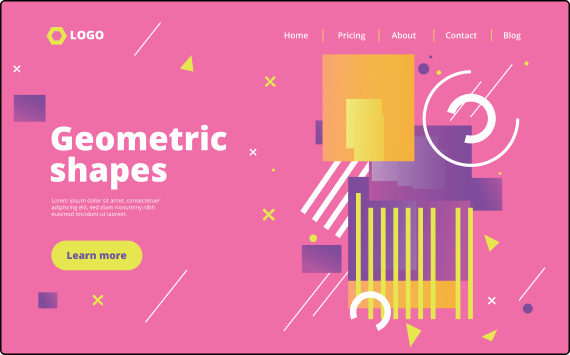 LOGO
Home Pricing About Contact Blog
Geometric
shapes
Lorem ipsum dolor sit amet, consectetuer
adipiscing elit, sed diam nonummy nibh
euismod tincidunt ut laoreet
Learn more